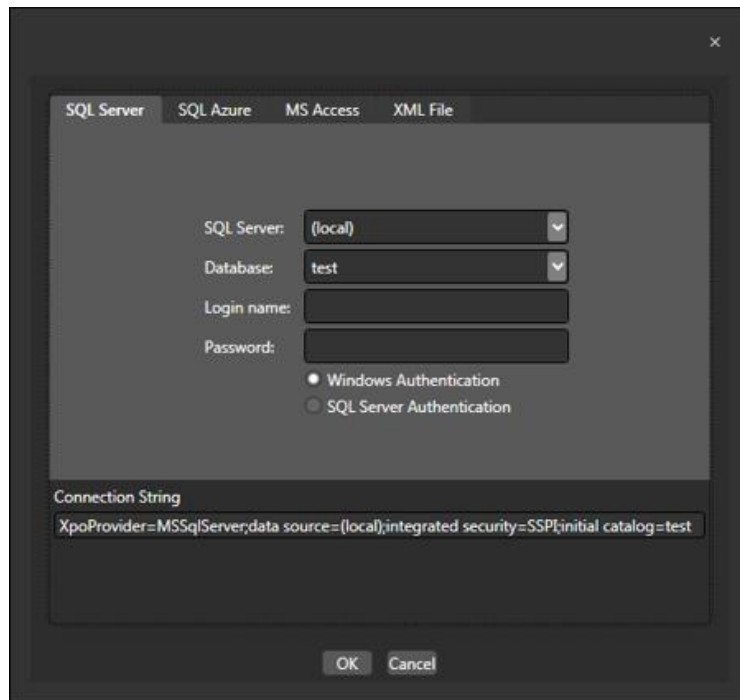 SQL Server SQL Azure MS Access XML File
SQL Server: (local)
Database: test
Login name:
Password:
Windows Authentication
SQL Server Authentication
Connection String
XpoProvider=MSSqlServer;data source=(local);integrated security=SSPI;initial catalog=test
OK Cancel